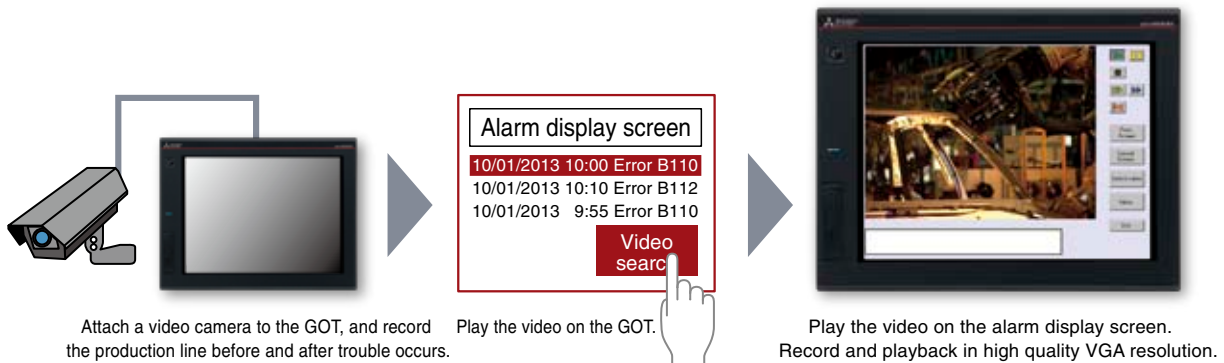 Alarm display screen
10/01/2013 10:00 Error B110
10/01/2013 10:10 Error B112
10/01/2013 9:55 Error B110
Video
search
Attach a video camera to the GOT, and record
the production line before and after trouble occurs.
Play the video on the GOT.
Play the video on the alarm display screen.
Record and playback in high quality VGA resolution.